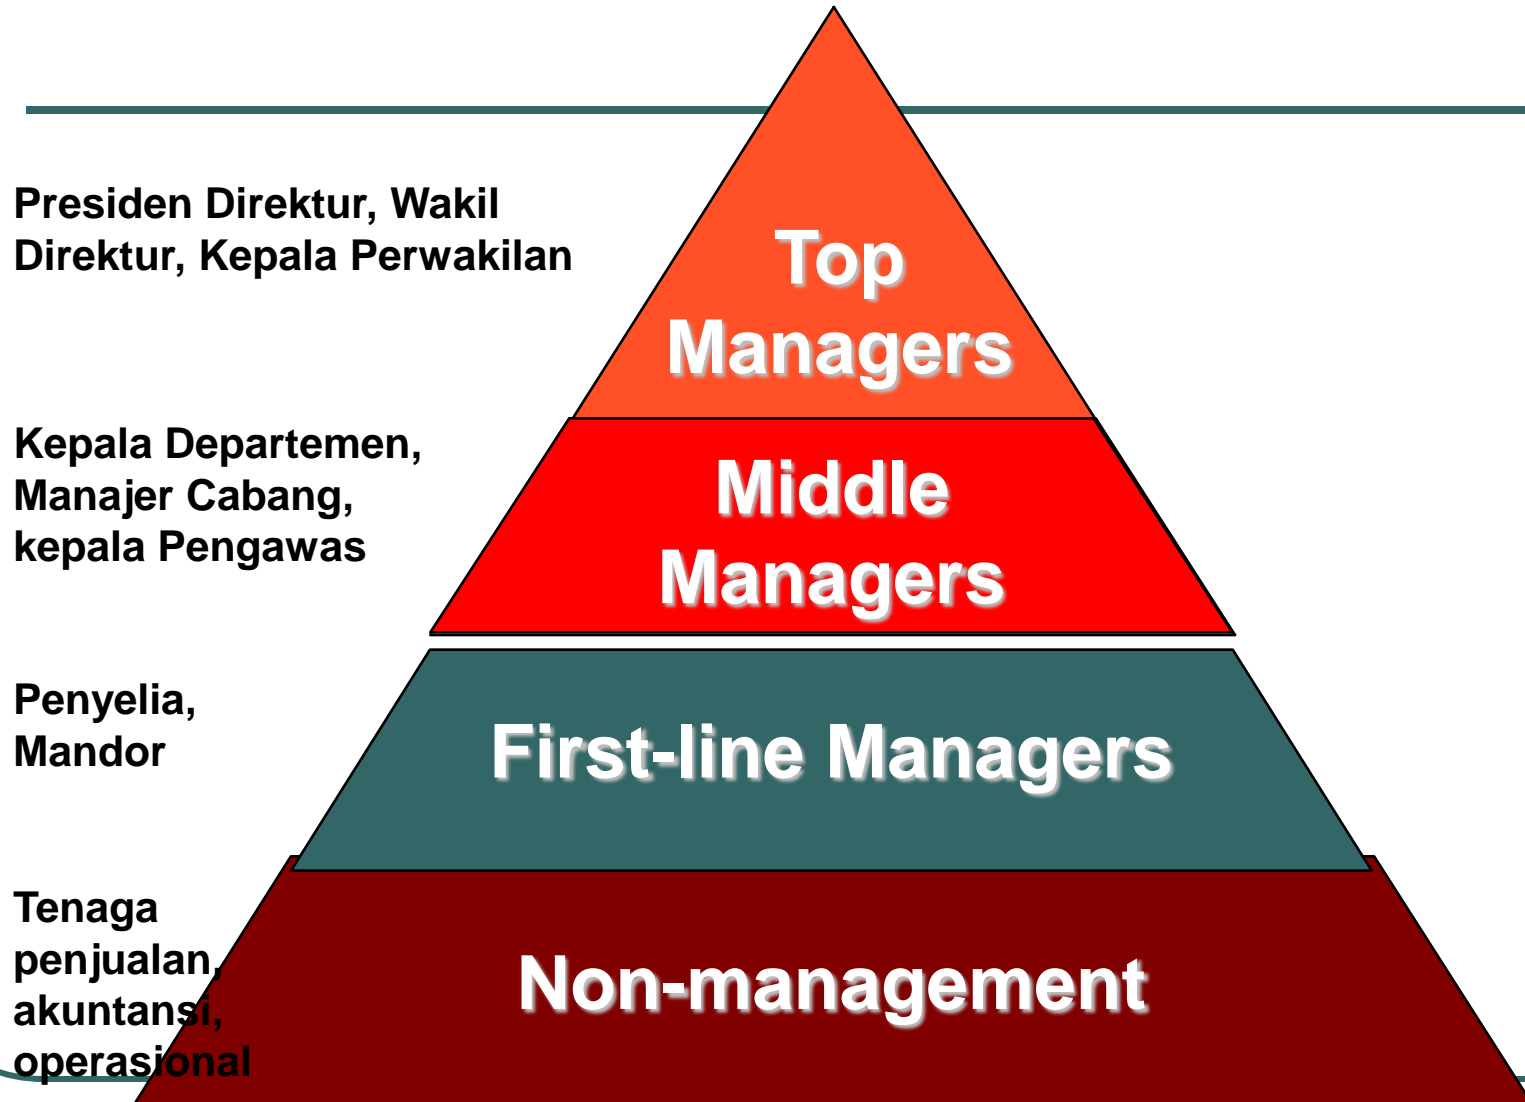 Presiden Direktur, Wakil
Direktur, Kepala Perwakilan
Top
Managers
Kepala Departemen,
Manajer Cabang,
kepala Pengawas
Middle
Managers
Penyelia,
Mandor
First-line Managers
Tenaga
penjualan,
akuntansi,
operasional
Non-management